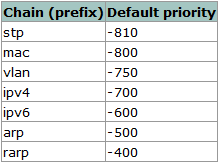 Chain (prefix) Default priority
stp -810
mac -800
vlan -750
ipv4 -700
ipv6 -600
arp -500
rarp -400